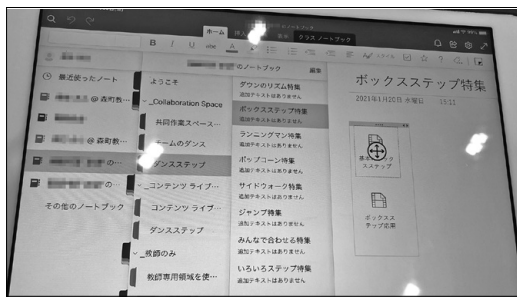 ホーム
表示
クラス ノートブック
B I U abc A
のノートブック
編集
最近使ったノート
@ 森町教…
@ 森町教…
の…
の…
その他のノートブック
ようこそ
_Collaboration Space
共同作業スペース…
チームのダンス
ダンスステップ
_コンテンツ ライブ…
コンテンツ ライブ…
ダンスステップ
_教師のみ
教師専用領域を使…
ダウンのリズム特集
追加テキストはありません
ボックスステップ特集
追加テキストはありません
ランニングマン特集
追加テキストはありません
ポップコーン特集
追加テキストはありません
サイドウォーク特集
追加テキストはありません
ジャンプ特集
追加テキストはありません
みんなで合わせる特集
追加テキストはありません
いろいろステップ特集
追加テキストはありません
ボックスステップ特集
2021年1月20日 水曜日
ボックスス
テップ応用